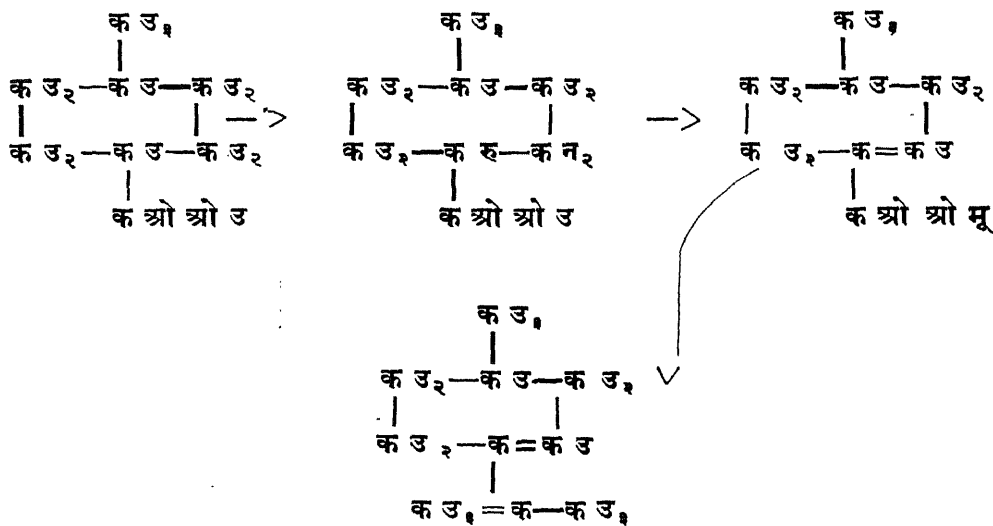 क उ₃ क उ₃ क उ₃
क उ₂—क उ—क उ₂ क उ₂—क उ—क उ₂ क उ₂—क उ—क उ₂
क उ₂—क उ—क उ₂ —> क उ₂—क रु—क न₂ —> क उ₂—क=क उ
क ओ ओ उ क ओ ओ उ क ओ ओ मू
क उ₃
क उ₂—क उ—क उ₂
क उ₂—क=क उ
क उ₂=क—क उ₃